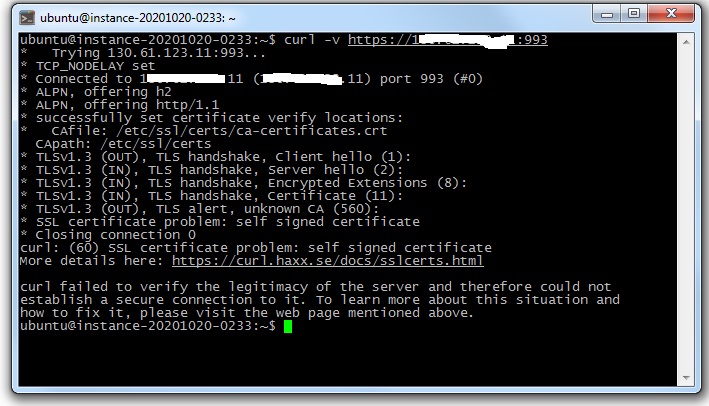 ubuntu@instance-20201020-0233: ~
ubuntu@instance-20201020-0233:~$ curl -v https://1:993
*   Trying 130.61.123.11:993...
* TCP_NODELAY set
* Connected to 1 11 (1 .11) port 993 (#0)
* ALPN, offering h2
* ALPN, offering http/1.1
* successfully set certificate verify locations:
*   CAfile: /etc/ssl/certs/ca-certificates.crt
  CApath: /etc/ssl/certs
* TLSv1.3 (OUT), TLS handshake, Client hello (1):
* TLSv1.3 (IN), TLS handshake, Server hello (2):
* TLSv1.3 (IN), TLS handshake, Encrypted Extensions (8):
* TLSv1.3 (IN), TLS handshake, Certificate (11):
* TLSv1.3 (OUT), TLS alert, unknown CA (560):
* SSL certificate problem: self signed certificate
* Closing connection 0
curl: (60) SSL certificate problem: self signed certificate
More details here: https://curl.haxx.se/docs/sslcerts.html
curl failed to verify the legitimacy of the server and therefore could not
establish a secure connection to it. To learn more about this situation and
how to fix it, please visit the web page mentioned above.
ubuntu@instance-20201020-0233:~$